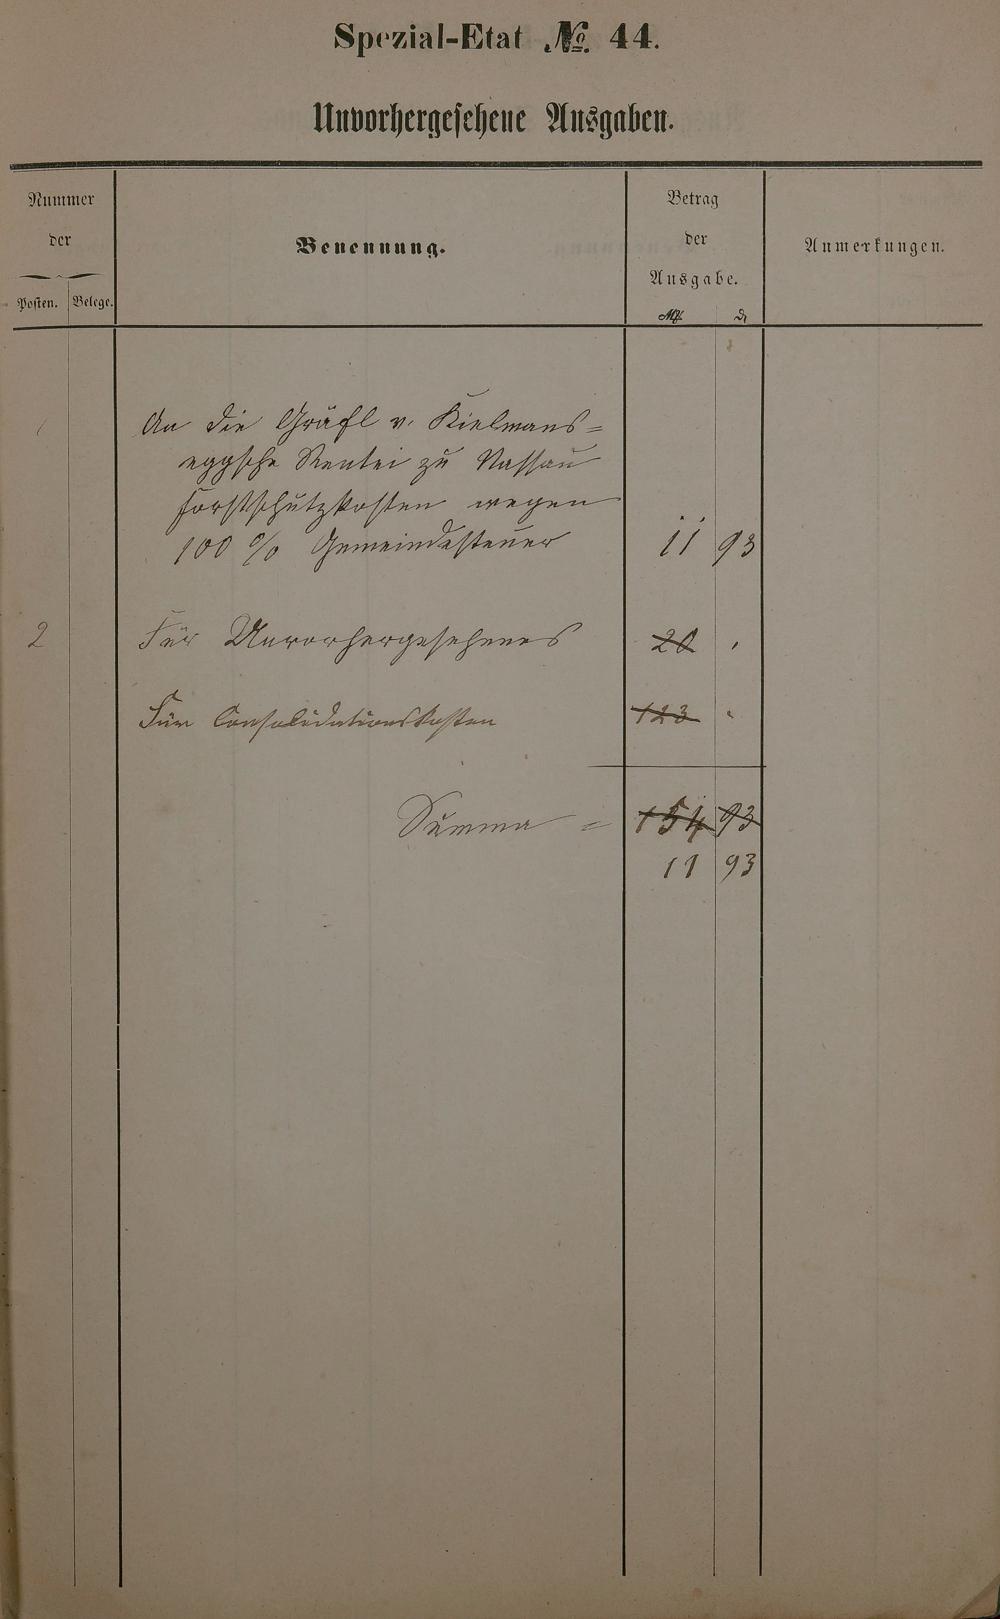 Spezial-Etat № 44.
Unvorhergesehene Ausgaben.
Nummer
der
Posten. Belege.
Benennung.
Betrag
der
Ausgabe.
M. d
Anmerkungen.
An die Gräfl v. Kielmans=
eggsche Rentei zu Nassau
Forstschutzkosten wegen
100 % Gemeindesteuer 11 93
2 Für Unvorhergesehenes 20 "
Für Consolidationskosten 123 "
Summa = 154 93
11 93